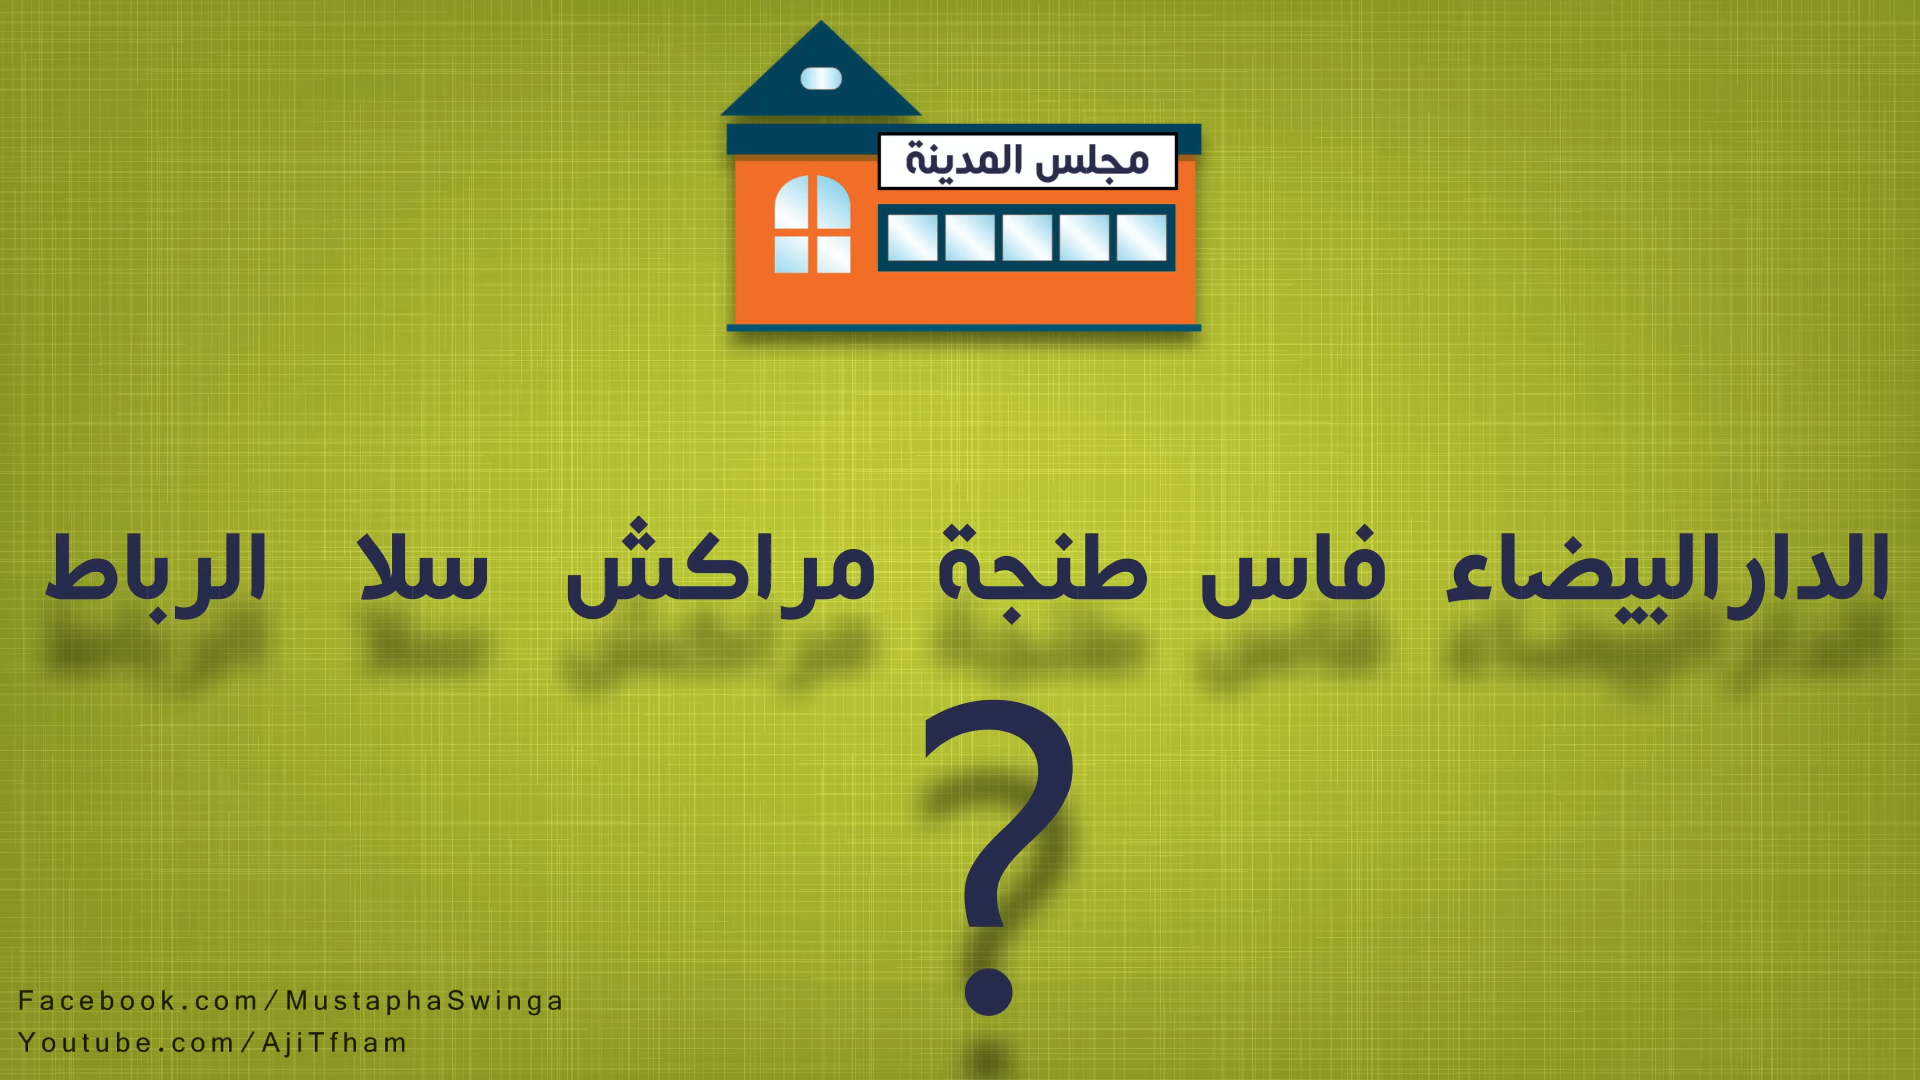 مجلس المدينة
الدارالبيضاء فاس طنجة مراكش سلا الرباط
?
Facebook.com/MustaphaSwinga
Youtube.com/AjiTfham